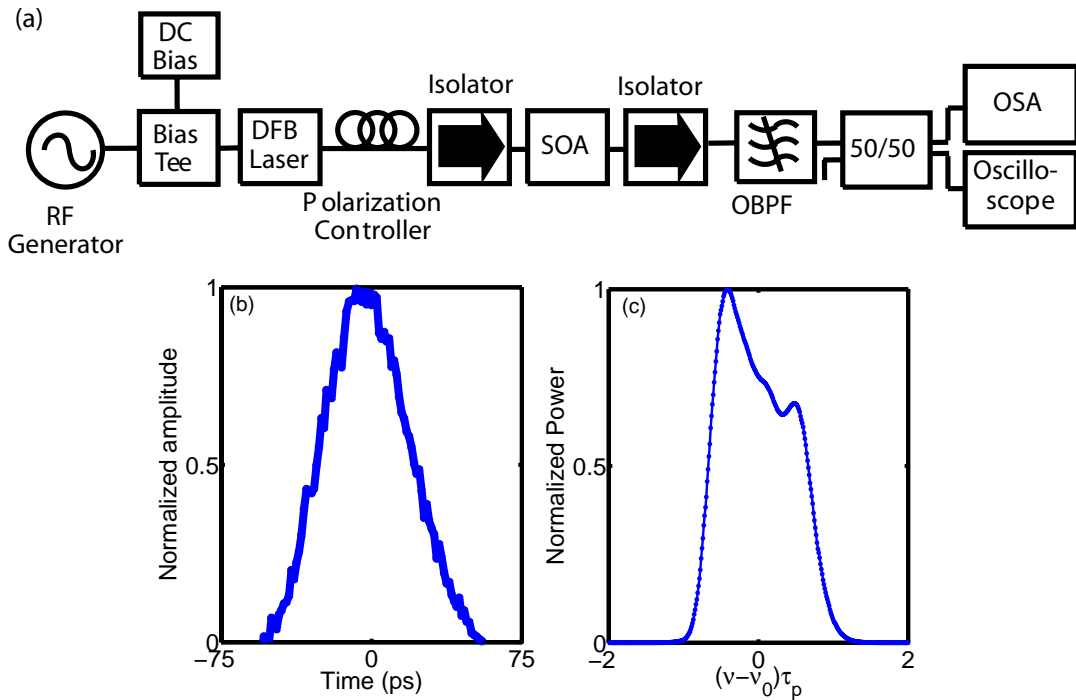 (a)
DC
Bias
Isolator
Isolator
OSA
Bias
Tee
DFB
Laser
SOA
50/50
Oscillo-
scope
RF
Generator
Polarization
Controller
OBPF
(b)
1
0.5
0
−75
0
75
Normalized amplitude
Time (ps)
(c)
1
0.5
0
−2
0
2
Normalized Power
(ν−ν₀)τₚ